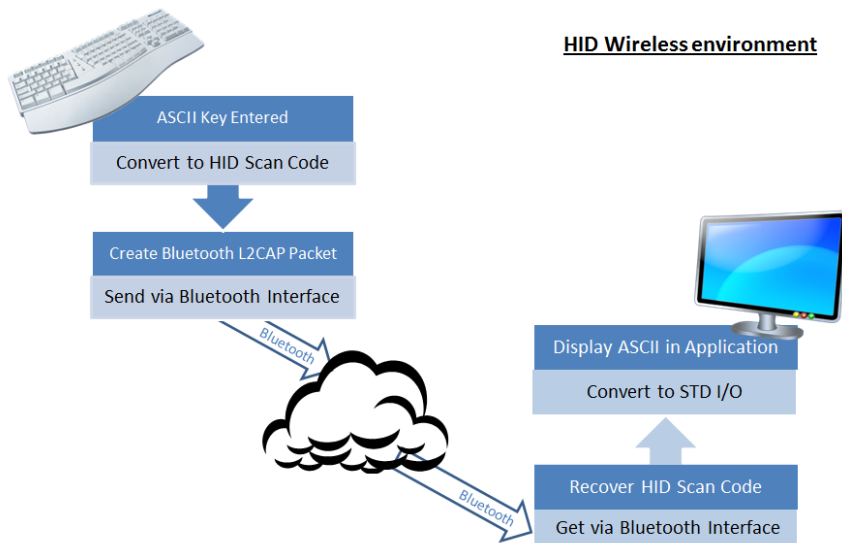 HID Wireless environment
ASCII Key Entered
Convert to HID Scan Code
Create Bluetooth L2CAP Packet
Send via Bluetooth Interface
Bluetooth
Bluetooth
Display ASCII in Application
Convert to STD I/O
Recover HID Scan Code
Get via Bluetooth Interface